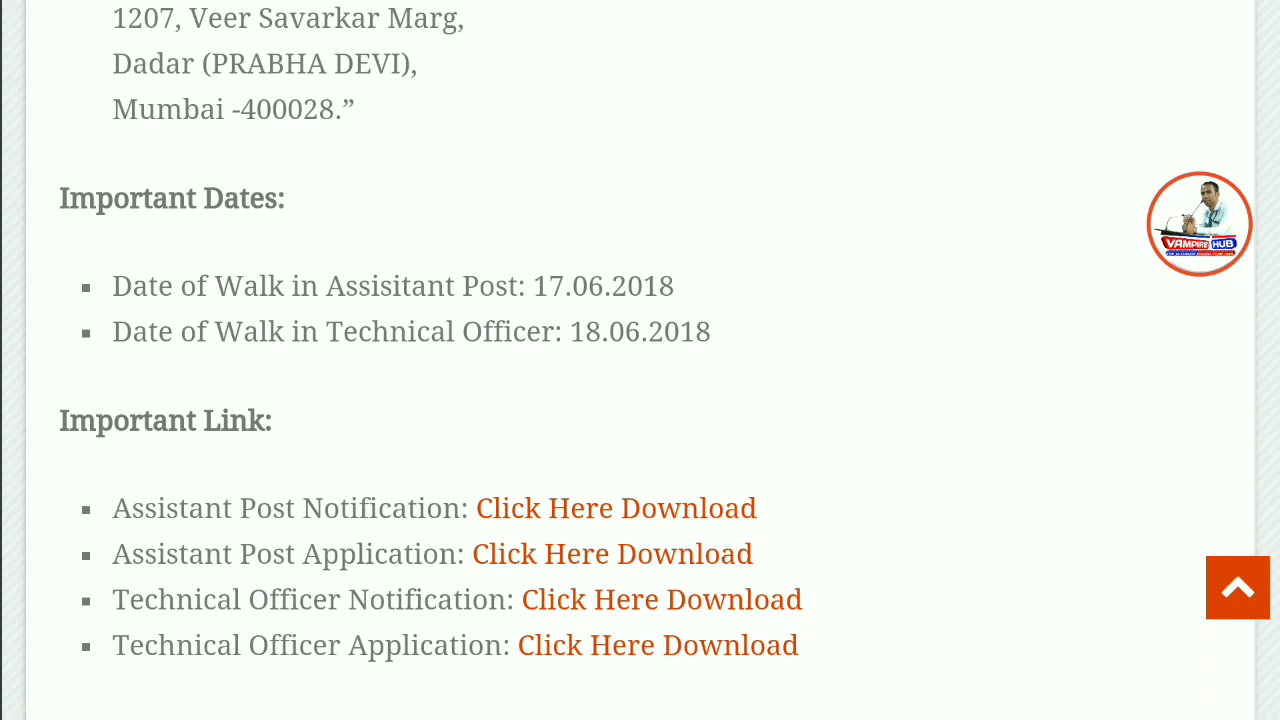 1207, Veer Savarkar Marg,
Dadar (PRABHA DEVI),
Mumbai -400028.”
Important Dates:
Date of Walk in Assisitant Post: 17.06.2018
Date of Walk in Technical Officer: 18.06.2018
Important Link:
Assistant Post Notification: Click Here Download
Assistant Post Application: Click Here Download
Technical Officer Notification: Click Here Download
Technical Officer Application: Click Here Download
VAMPIRE HUB